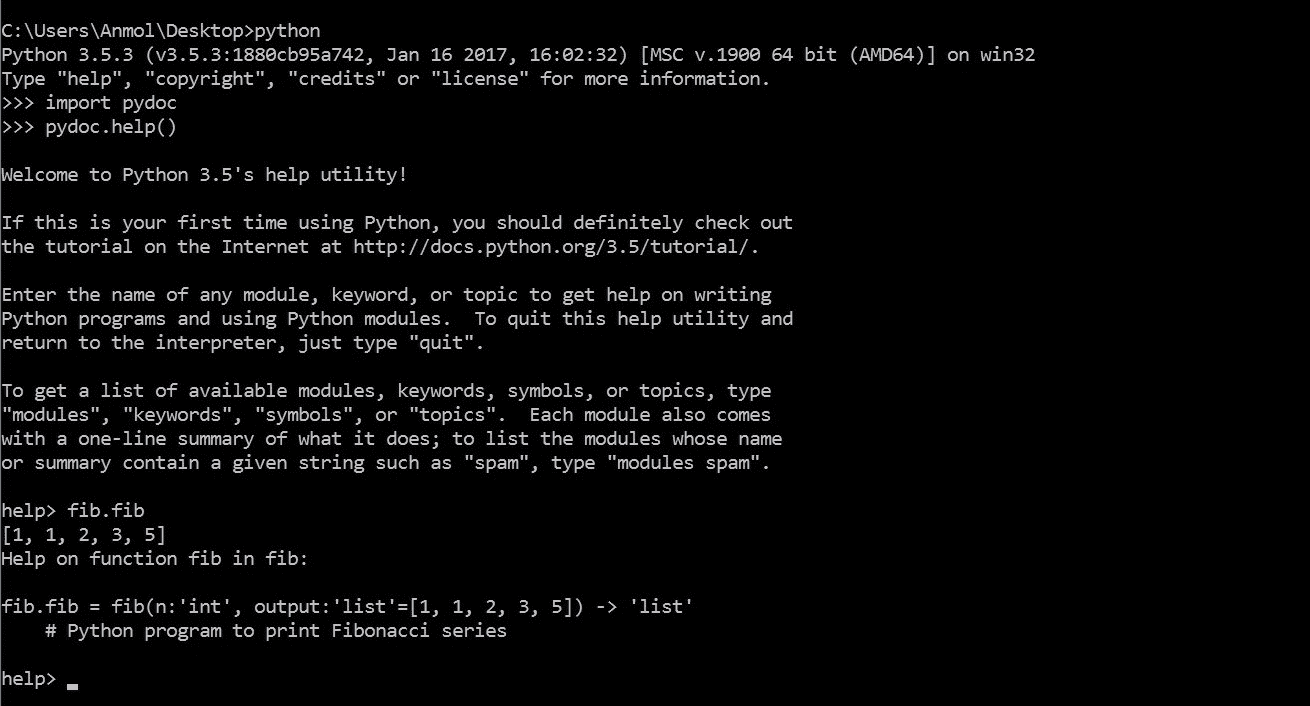 C:\Users\Anmol\Desktop>python
Python 3.5.3 (v3.5.3:1880cb95a742, Jan 16 2017, 16:02:32) [MSC v.1900 64 bit (AMD64)] on win32
Type "help", "copyright", "credits" or "license" for more information.
>>> import pydoc
>>> pydoc.help()
Welcome to Python 3.5's help utility!
If this is your first time using Python, you should definitely check out
the tutorial on the Internet at http://docs.python.org/3.5/tutorial/.
Enter the name of any module, keyword, or topic to get help on writing
Python programs and using Python modules.  To quit this help utility and
return to the interpreter, just type "quit".
To get a list of available modules, keywords, symbols, or topics, type
"modules", "keywords", "symbols", or "topics".  Each module also comes
with a one-line summary of what it does; to list the modules whose name
or summary contain a given string such as "spam", type "modules spam".
help> fib.fib
[1, 1, 2, 3, 5]
Help on function fib in fib:
fib.fib = fib(n:'int', output:'list'=[1, 1, 2, 3, 5]) -> 'list'
    # Python program to print Fibonacci series
help> _